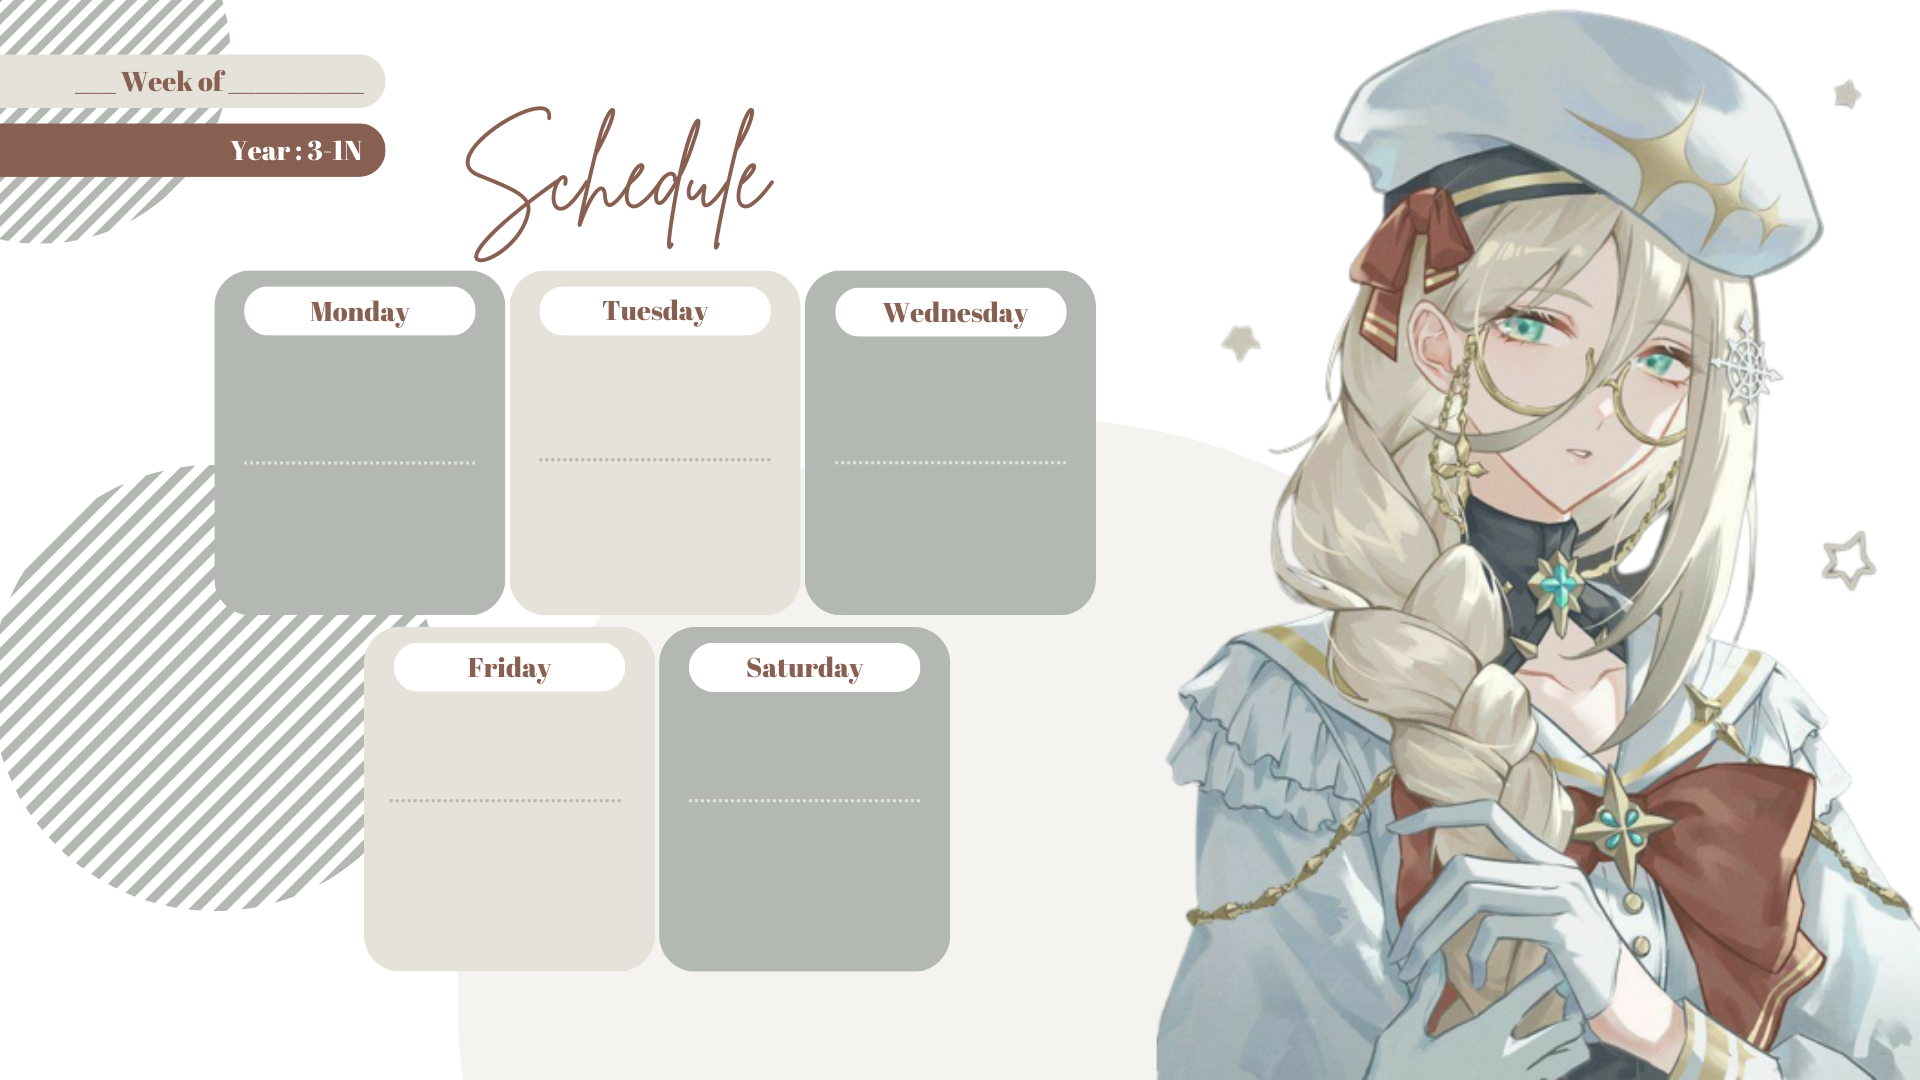 ___ Week of __________
Year : 3-1N
Schedule
Monday
Tuesday
Wednesday
Friday
Saturday